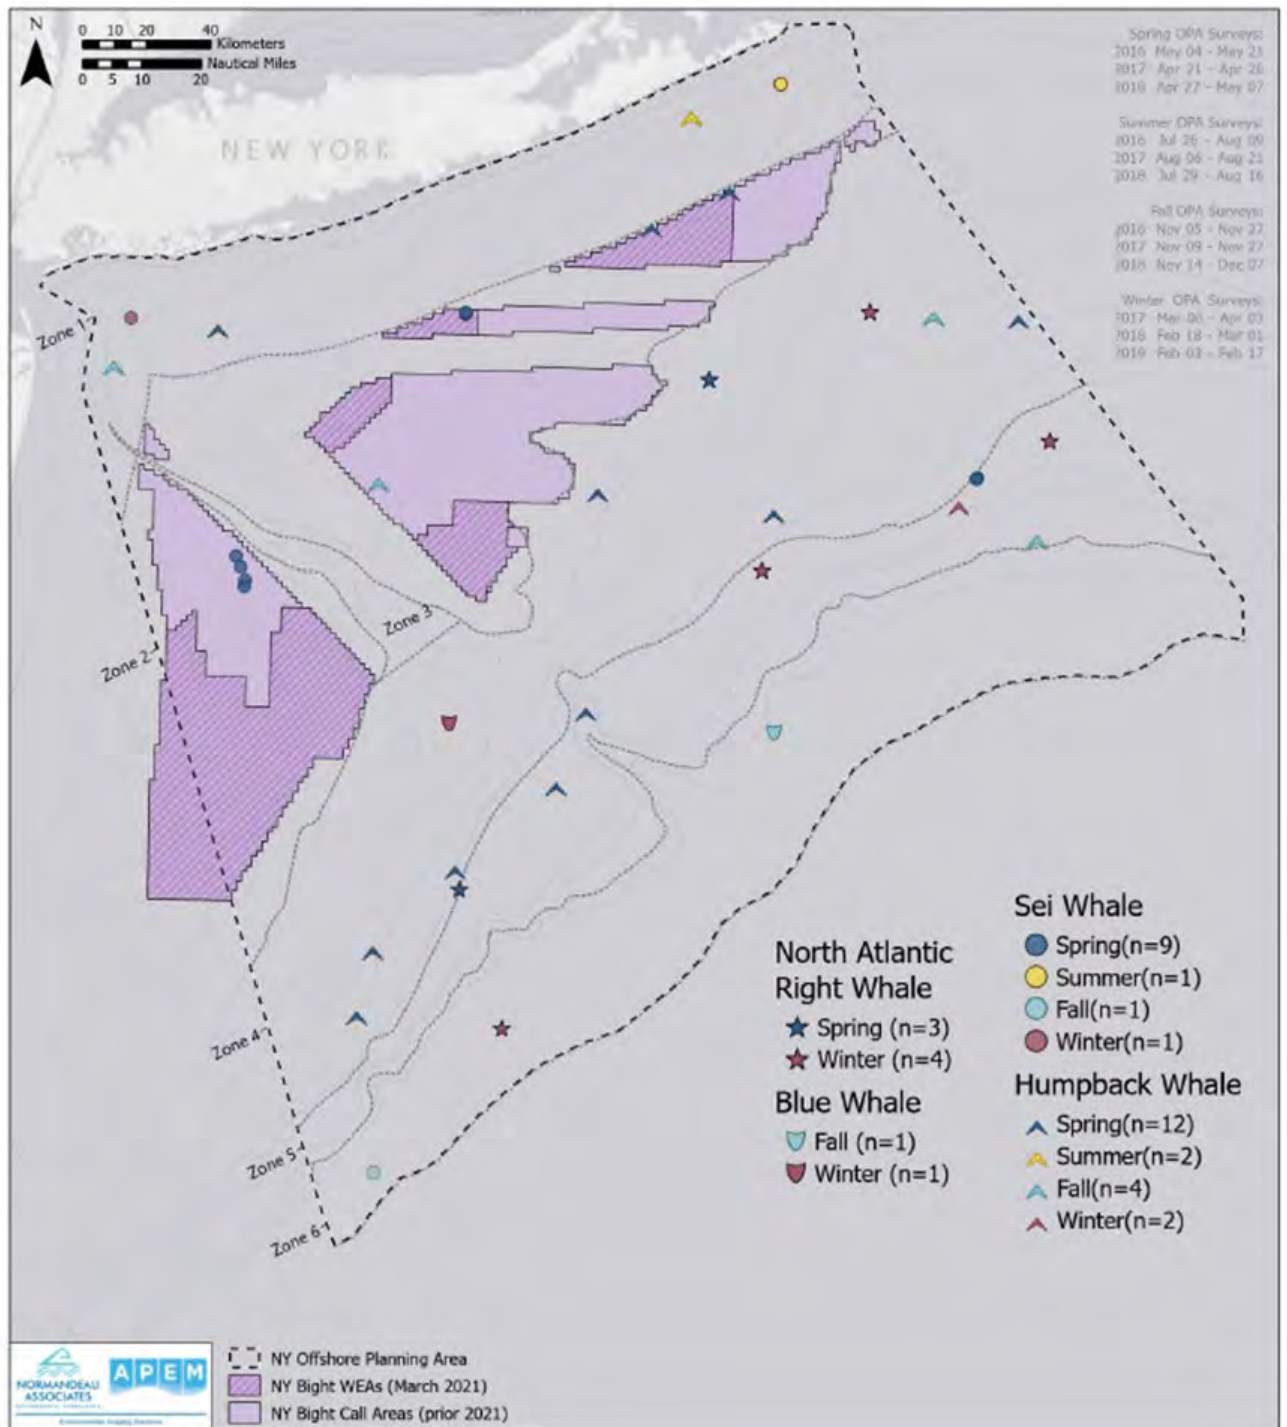 N
0 10 20 40
Kilometers
Nautical Miles
0 5 10 20
Spring OPA Surveys:
2016 May 04 - May 21
2017 Apr 21 - Apr 26
2018 Apr 27 - May 07
Summer OPA Surveys:
2016 Jul 26 - Aug 09
2017 Aug 06 - Aug 21
2018 Jul 29 - Aug 16
Fall OPA Surveys:
2016 Nov 05 - Nov 27
2017 Nov 09 - Nov 27
2018 Nov 14 - Dec 07
Winter OPA Surveys:
2017 Mar 06 - Apr 03
2018 Feb 18 - Mar 01
2019 Feb 03 - Feb 17
NEW YORK
Zone 1
Zone 2
Zone 3
Zone 4
Zone 5
Zone 6
North Atlantic
Right Whale
Spring (n=3)
Winter (n=4)
Blue Whale
Fall (n=1)
Winter (n=1)
Sei Whale
Spring(n=9)
Summer(n=1)
Fall(n=1)
Winter(n=1)
Humpback Whale
Spring(n=12)
Summer(n=2)
Fall(n=4)
Winter(n=2)
NORMANDEAU
ASSOCIATES
APEM
NY Offshore Planning Area
NY Bight WEAs (March 2021)
NY Bight Call Areas (prior 2021)